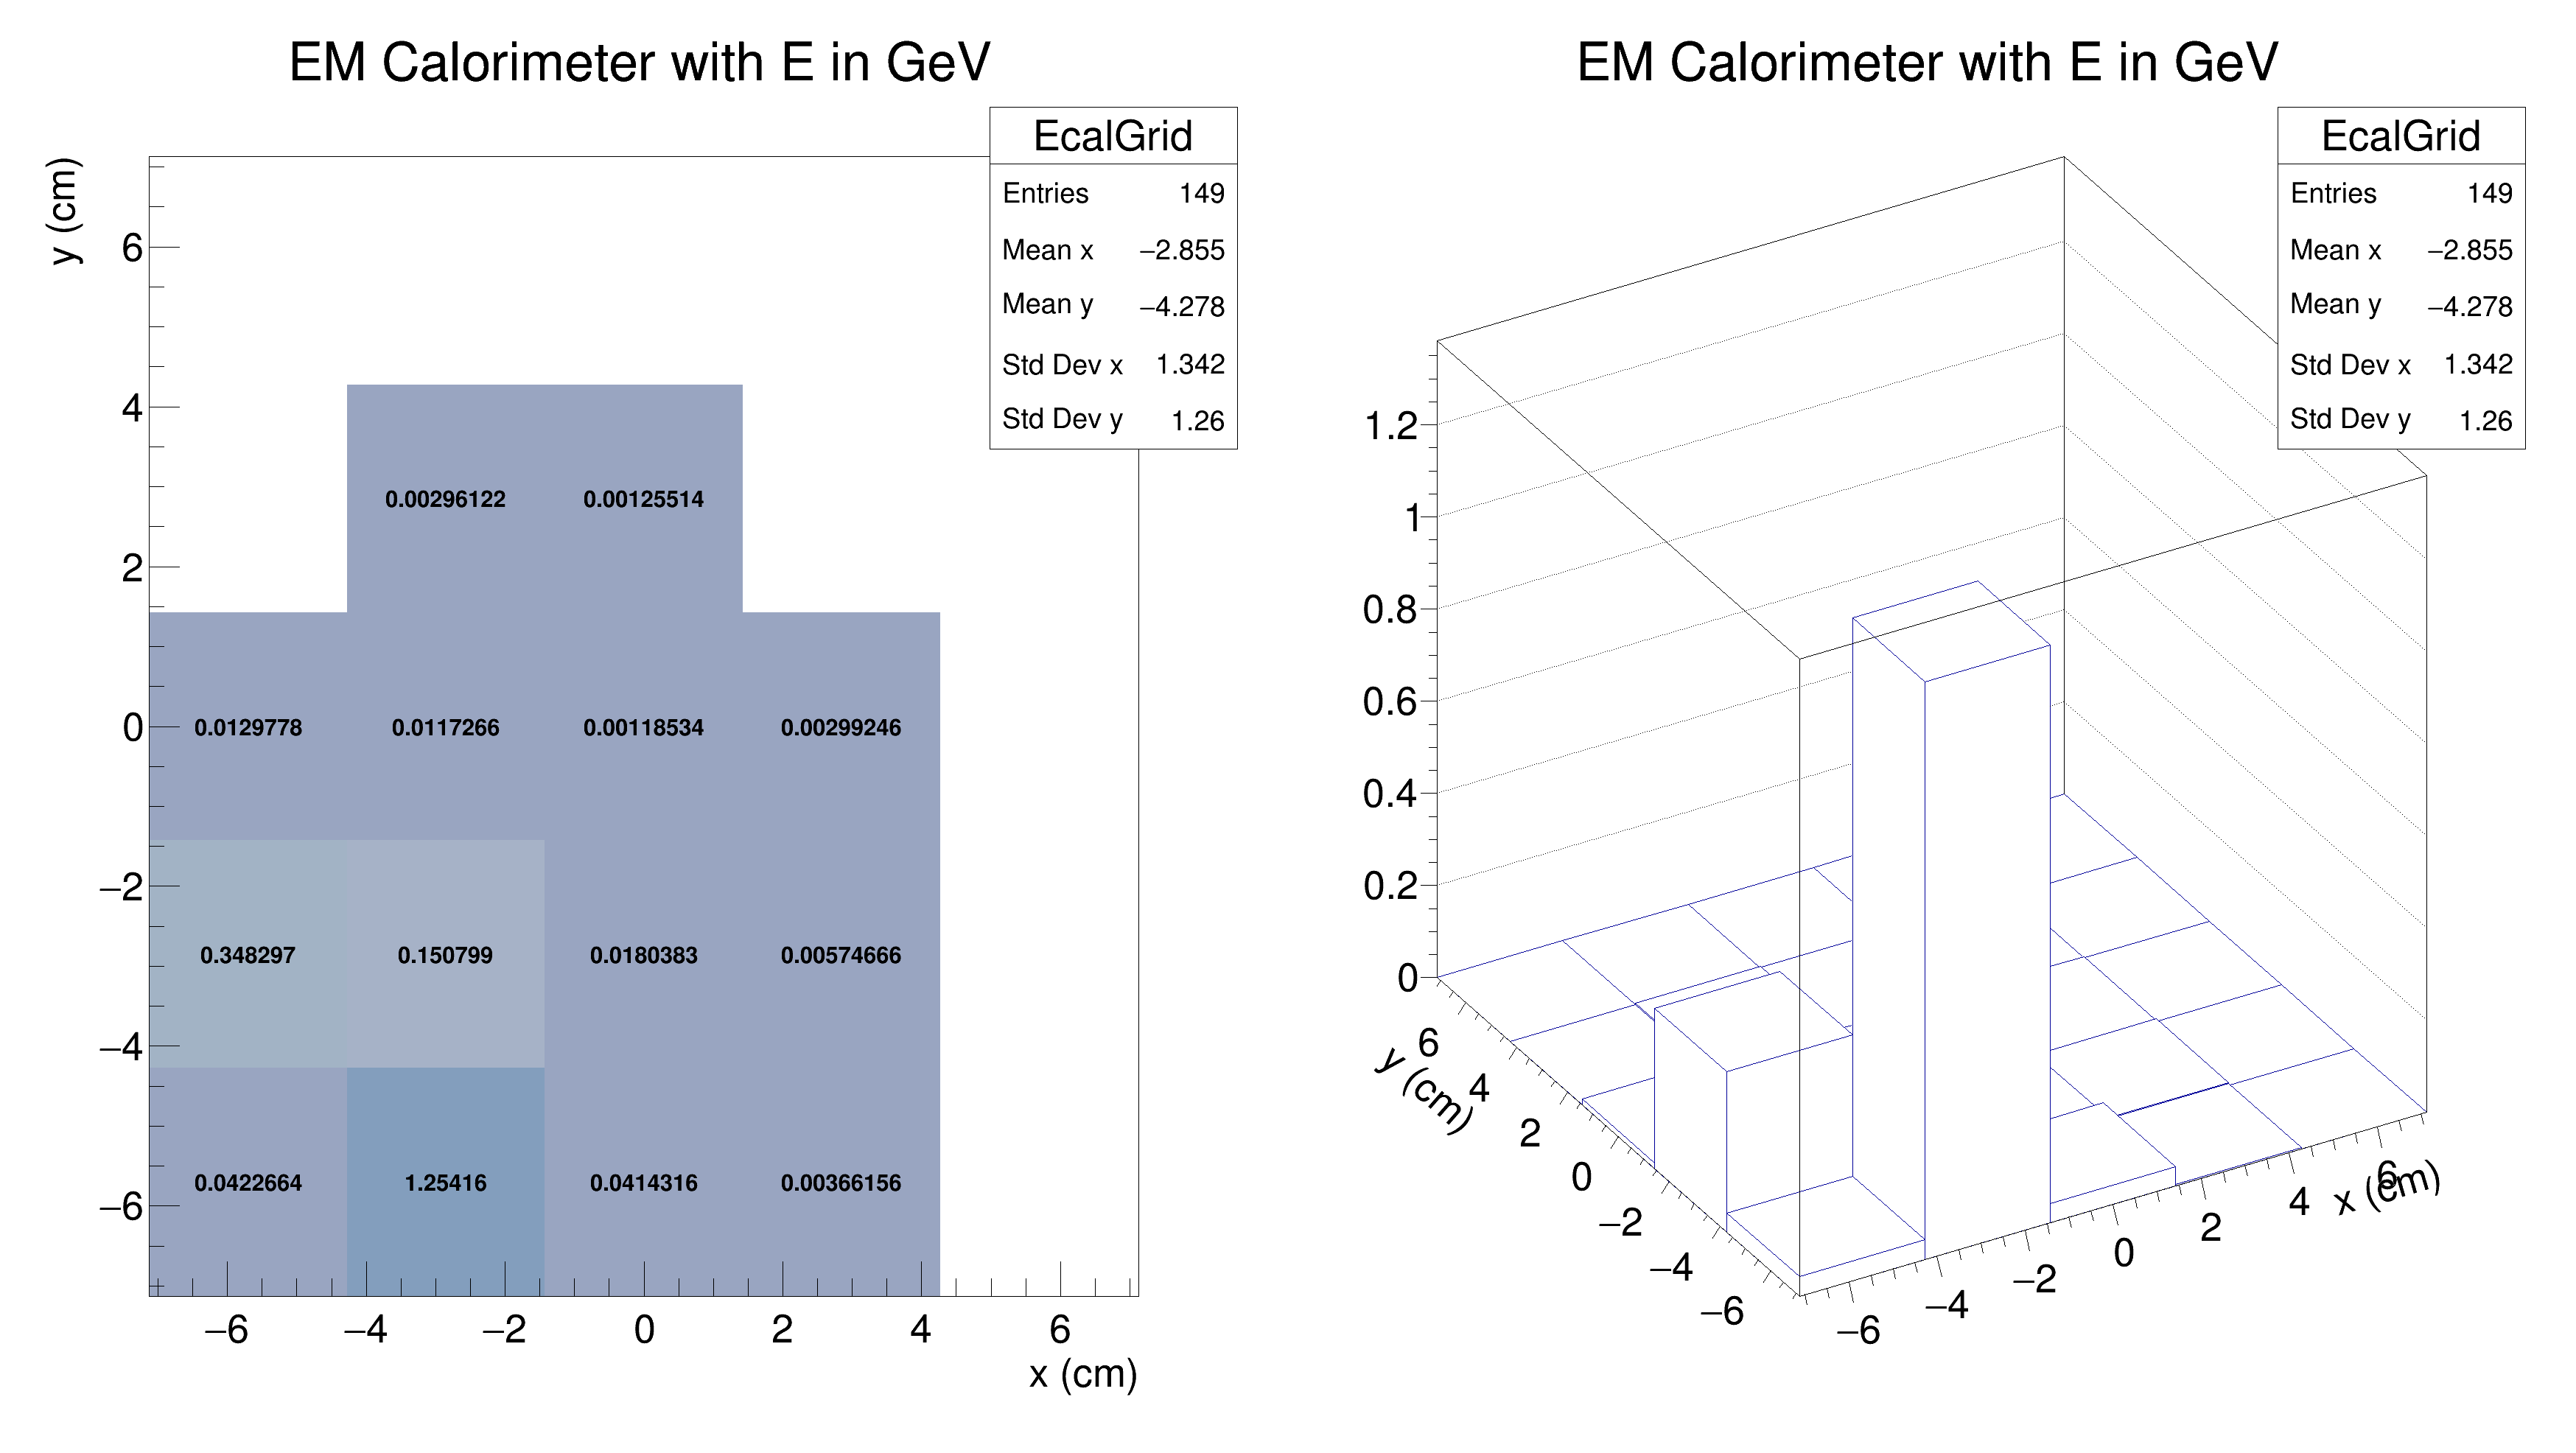 EM Calorimeter with E in GeV
EcalGrid
Entries 149
Mean x −2.855
Mean y −4.278
Std Dev x 1.342
Std Dev y 1.26
y (cm)
6
4
2
0
−2
−4
−6
0.00296122 0.00125514
0.0129778 0.0117266 0.00118534 0.00299246
0.348297 0.150799 0.0180383 0.00574666
0.0422664 1.25416 0.0414316 0.00366156
−6 −4 −2 0 2 4 6
x (cm)
EM Calorimeter with E in GeV
EcalGrid
Entries 149
Mean x −2.855
Mean y −4.278
Std Dev x 1.342
Std Dev y 1.26
1.2
1
0.8
0.6
0.4
0.2
0
6
4
2
0
−2
−4
−6
y (cm)
−6
−4
−2
0
2
4
6
x (cm)